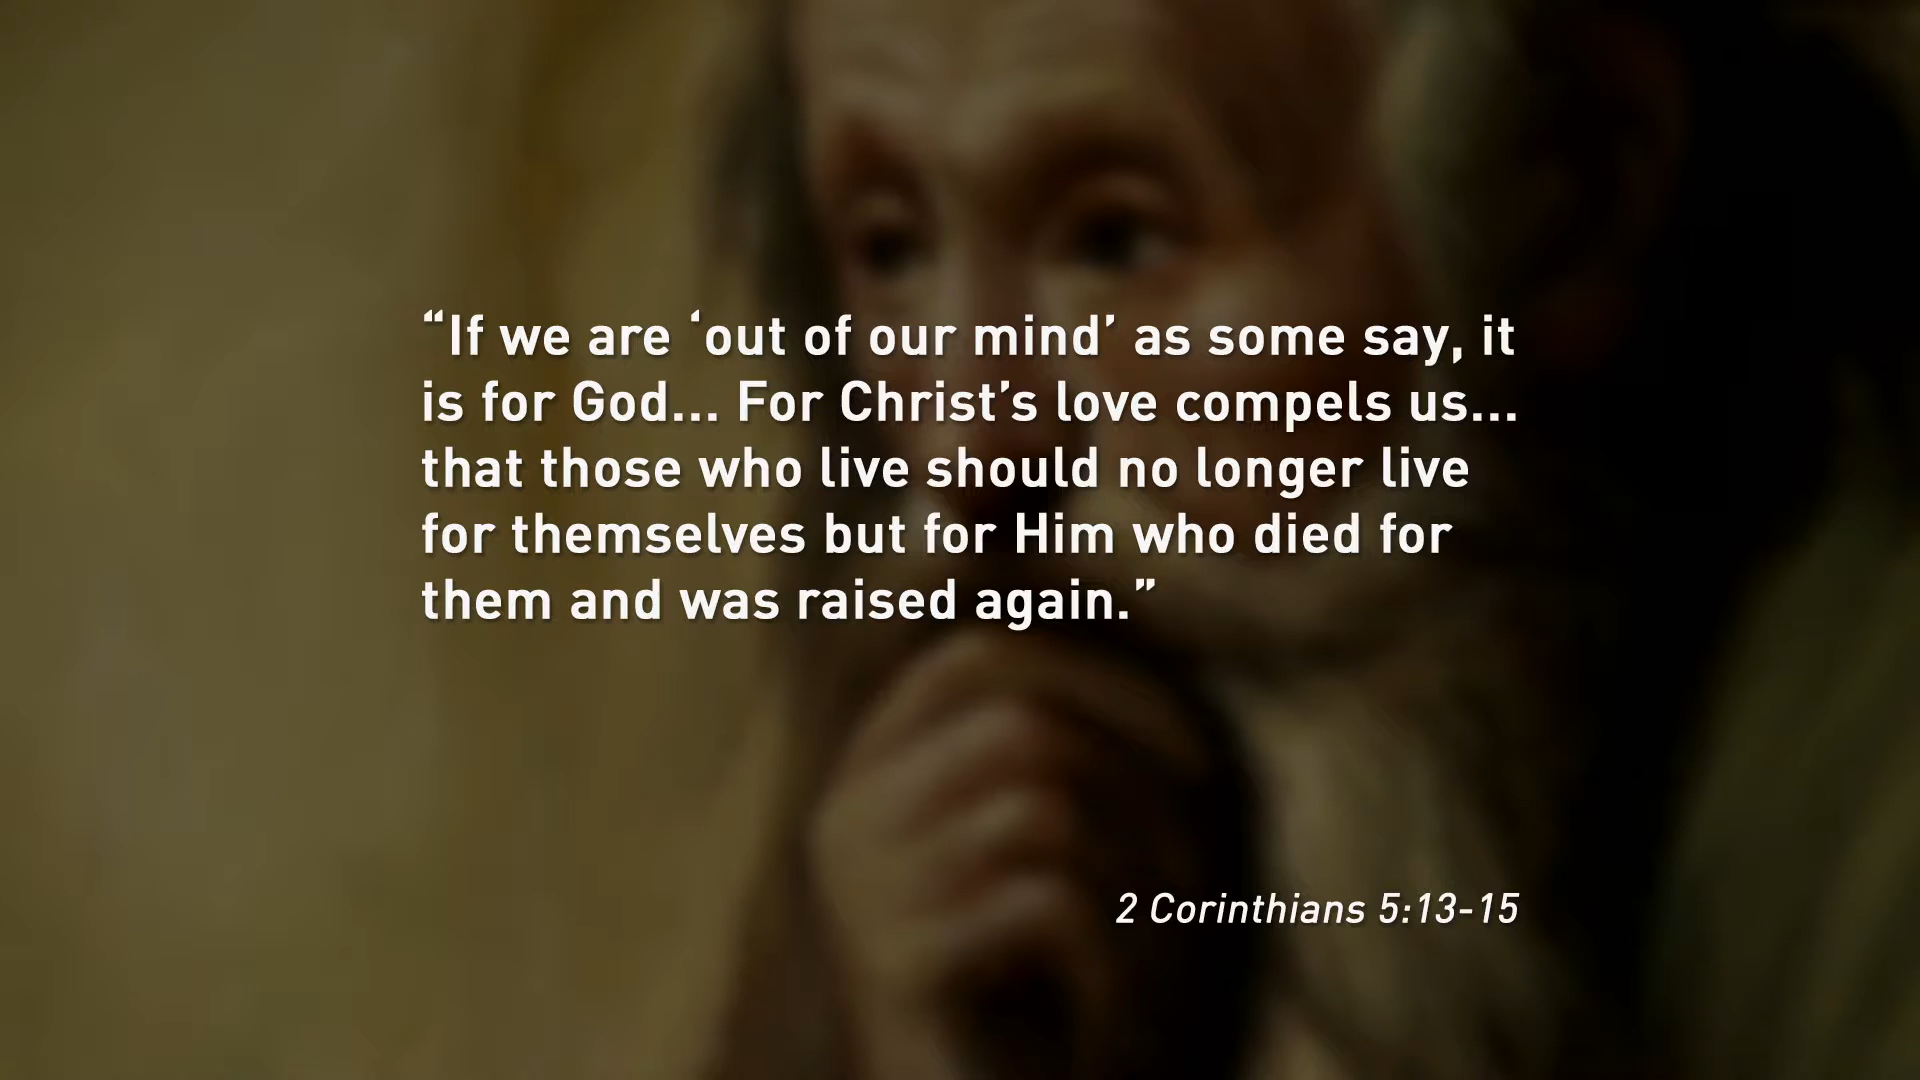 “If we are ‘out of our mind’ as some say, it
is for God... For Christ’s love compels us...
that those who live should no longer live
for themselves but for Him who died for
them and was raised again.”
2 Corinthians 5:13-15